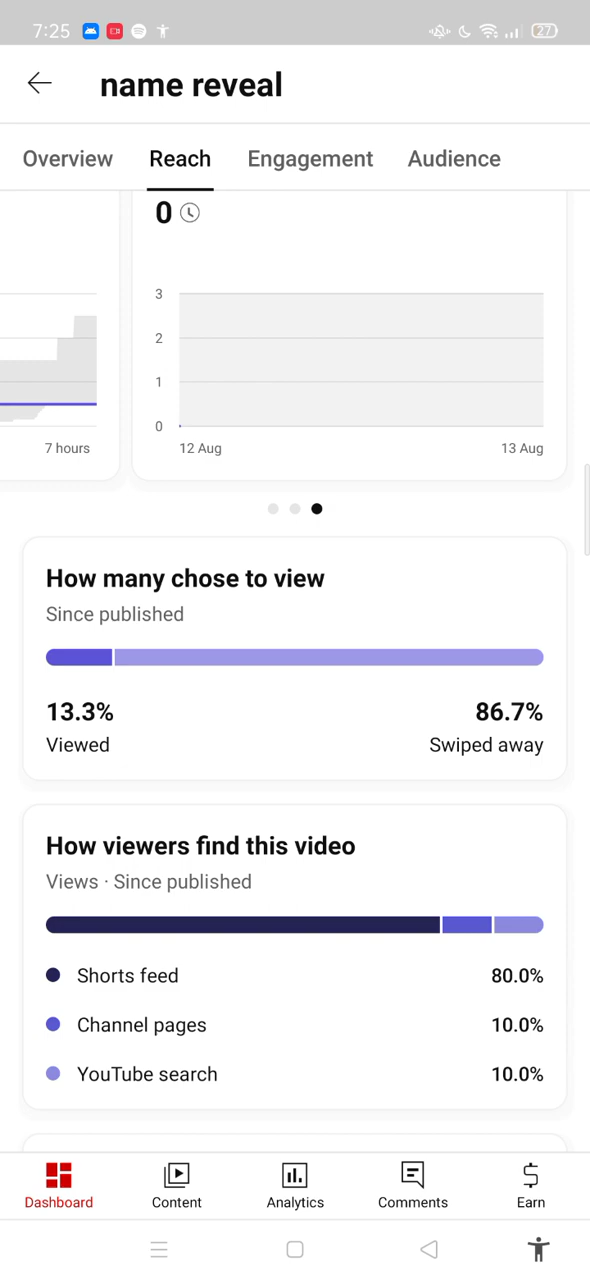 7:25
27
name reveal
Overview Reach Engagement Audience
0
3
2
1
0
7 hours
12 Aug 13 Aug
How many chose to view
Since published
13.3% 86.7%
Viewed Swiped away
How viewers find this video
Views · Since published
Shorts feed 80.0%
Channel pages 10.0%
YouTube search 10.0%
Dashboard Content Analytics Comments Earn